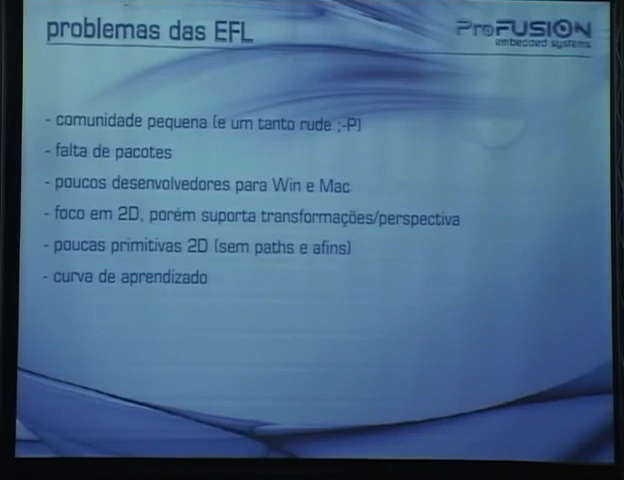 problemas das EFL
ProFUSION
embedded systems
- comunidade pequena (e um tanto rude ;-P)
- falta de pacotes
- poucos desenvolvedores para Win e Mac
- foco em 2D, porém suporta transformações/perspectiva
- poucas primitivas 2D (sem paths e afins)
- curva de aprendizado